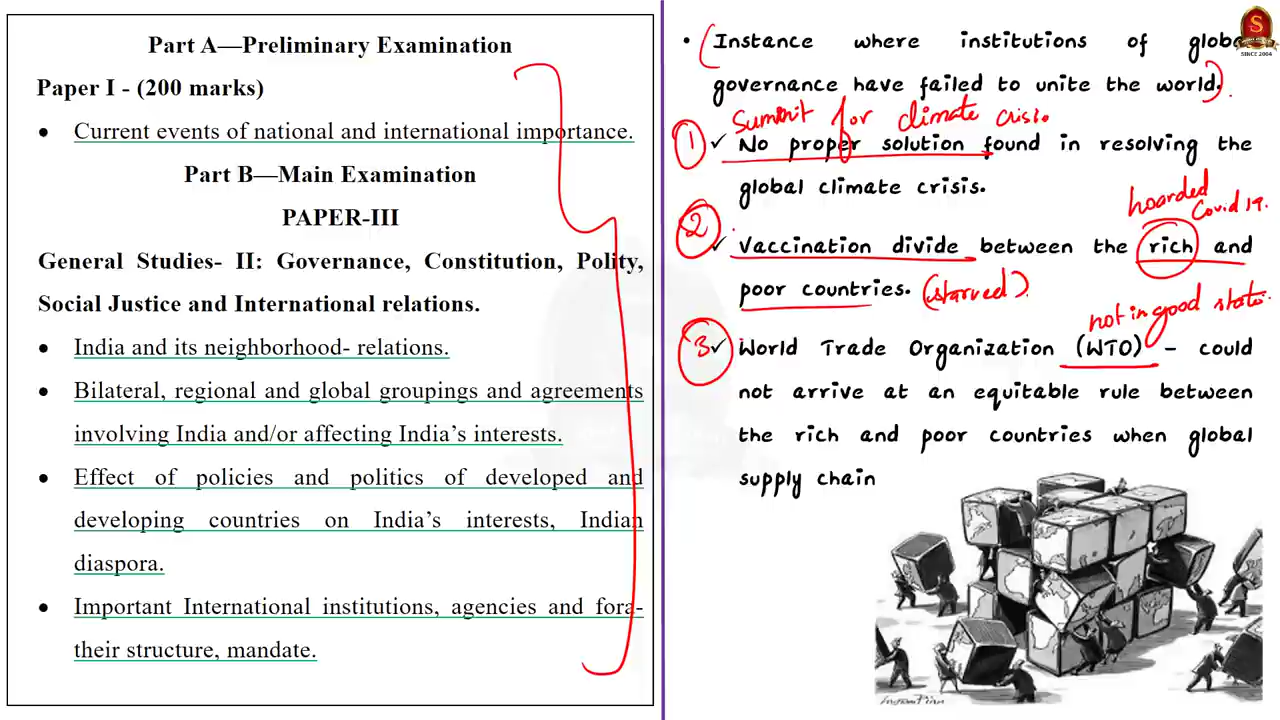 Part A—Preliminary Examination
Paper I - (200 marks)
● Current events of national and international importance.
Part B—Main Examination
PAPER-III
General Studies- II: Governance, Constitution, Polity,
Social Justice and International relations.
● India and its neighborhood- relations.
● Bilateral, regional and global groupings and agreements
involving India and/or affecting India's interests.
● Effect of policies and politics of developed and
developing countries on India's interests, Indian
diaspora.
● Important International institutions, agencies and fora-
their structure, mandate.
• (Instance where institutions of global
governance have failed to unite the world.)
Summit for climate crisis.
1 ✓ No proper solution found in resolving the
global climate crisis.
hoarded
Covid 19.
2 ✓ Vaccination divide between the rich and
poor countries. (starved)
not in good state.
3 ✓ World Trade Organization (WTO) – could
not arrive at an equitable rule between
the rich and poor countries when global
supply chain
S
SINCE 2004